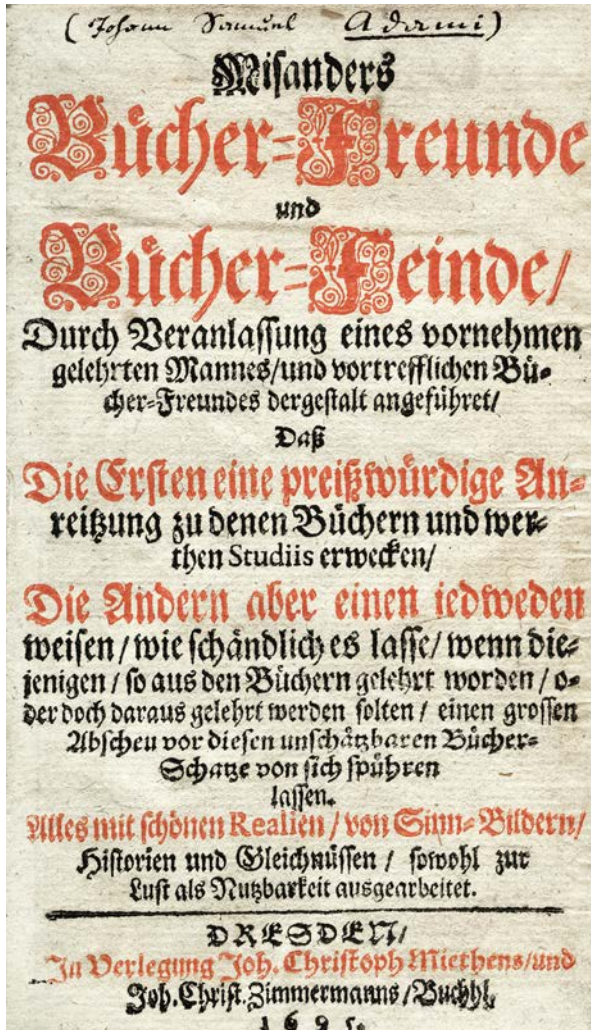 (Johann Samuel Adami)
Misanders
Bücher-Freunde
und
Bücher-Feinde/
Durch Veranlassung eines vornehmen
gelehrten Mannes/und vortrefflichen Bü-
cher-Freundes dergestalt angeführet/
Daß
Die Ersten eine preißwürdige An-
reitzung zu denen Büchern und wer-
then Studiis erwecken/
Die Andern aber einen iedweden
weisen/wie schändlich es lasse/wenn die-
jenigen/so aus den Büchern gelehrt worden/o-
der doch daraus gelehrt werden solten/einen grossen
Abscheu vor diesen unschätzbaren Bücher-
Schatze von sich spühren
lassen.
Alles mit schönen Realien/von Sinn-Bildern/
Historien und Gleichnüssen/sowohl zur
Lust als Nutzbarkeit ausgearbeitet.
DRESDEN/
In Verlegung Joh. Christoph Miethens/und
Joh. Christ. Zimmermanns/Buchhl.
1695.